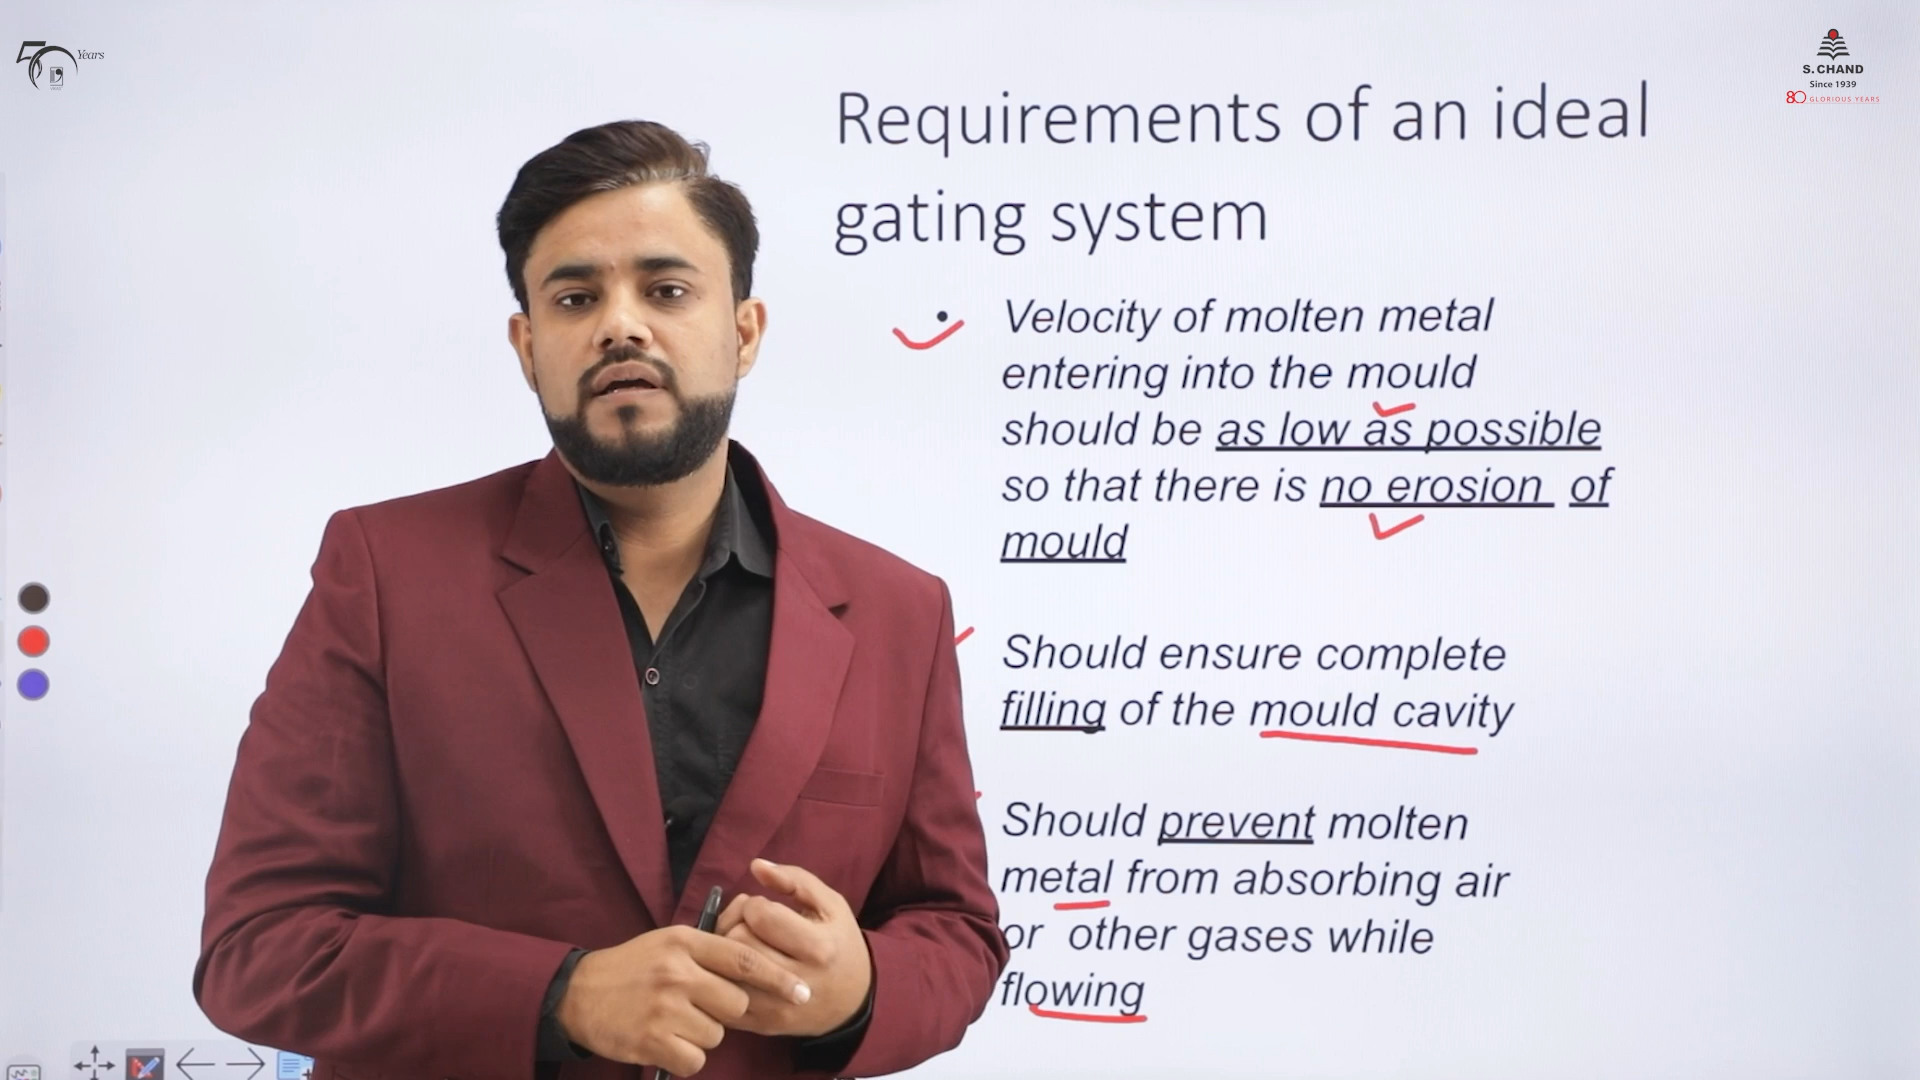 50 Years
S. CHAND
Since 1939
80 GLORIOUS YEARS
Requirements of an ideal
gating system
• Velocity of molten metal
entering into the mould
should be as low as possible
so that there is no erosion of
mould
Should ensure complete
filling of the mould cavity
Should prevent molten
metal from absorbing air
or other gases while
flowing